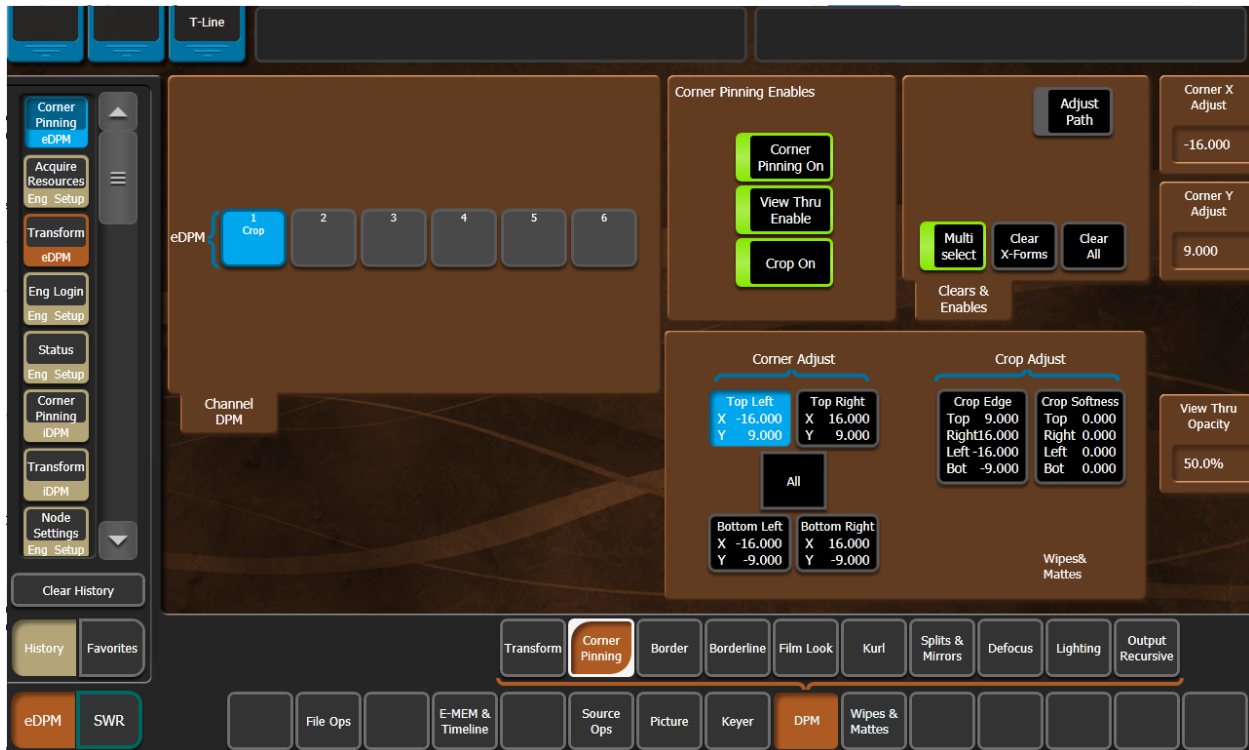 T-Line
Corner
Pinning
eDPM
Acquire
Resources
Eng Setup
Transform
eDPM
Eng Login
Eng Setup
Status
Eng Setup
Corner
Pinning
iDPM
Transform
iDPM
Node
Settings
Eng Setup
Clear History
History
Favorites
eDPM
1
Crop
2
3
4
5
6
Channel
DPM
Corner Pinning Enables
Corner
Pinning On
View Thru
Enable
Crop On
Adjust
Path
Multi
select
Clear
X-Forms
Clear
All
Clears &
Enables
Corner X
Adjust
-16.000
Corner Y
Adjust
9.000
Corner Adjust
Top Left
X -16.000
Y 9.000
Top Right
X 16.000
Y 9.000
All
Bottom Left
X -16.000
Y -9.000
Bottom Right
X 16.000
Y -9.000
Crop Adjust
Crop Edge
Top 9.000
Right16.000
Left -16.000
Bot -9.000
Crop Softness
Top 0.000
Right 0.000
Left 0.000
Bot 0.000
Wipes&
Mattes
View Thru
Opacity
50.0%
Transform
Corner
Pinning
Border
Borderline
Film Look
Kurl
Splits &
Mirrors
Defocus
Lighting
Output
Recursive
eDPM
SWR
File Ops
E-MEM &
Timeline
Source
Ops
Picture
Keyer
DPM
Wipes &
Mattes